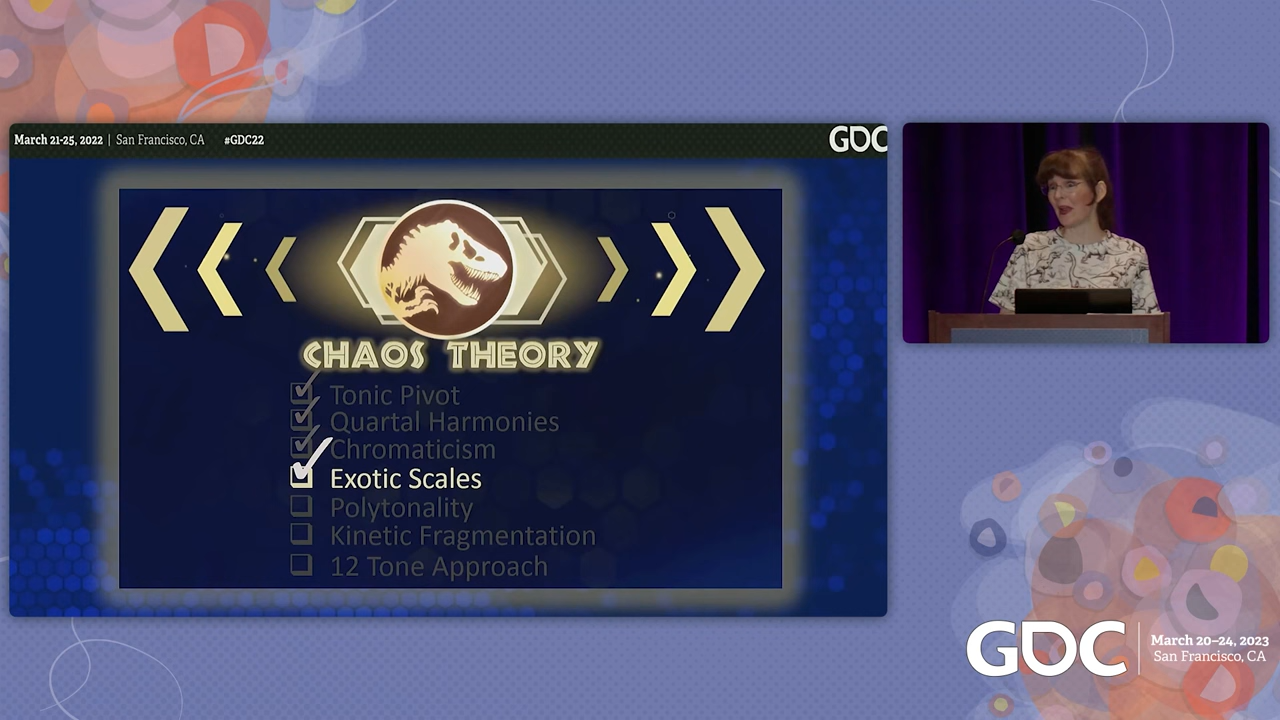 March 21-25, 2022 | San Francisco, CA #GDC22
GDC
CHAOS THEORY
Tonic Pivot
Quartal Harmonies
Chromaticism
Exotic Scales
Polytonality
Kinetic Fragmentation
12 Tone Approach
GDC
March 20–24, 2023
San Francisco, CA